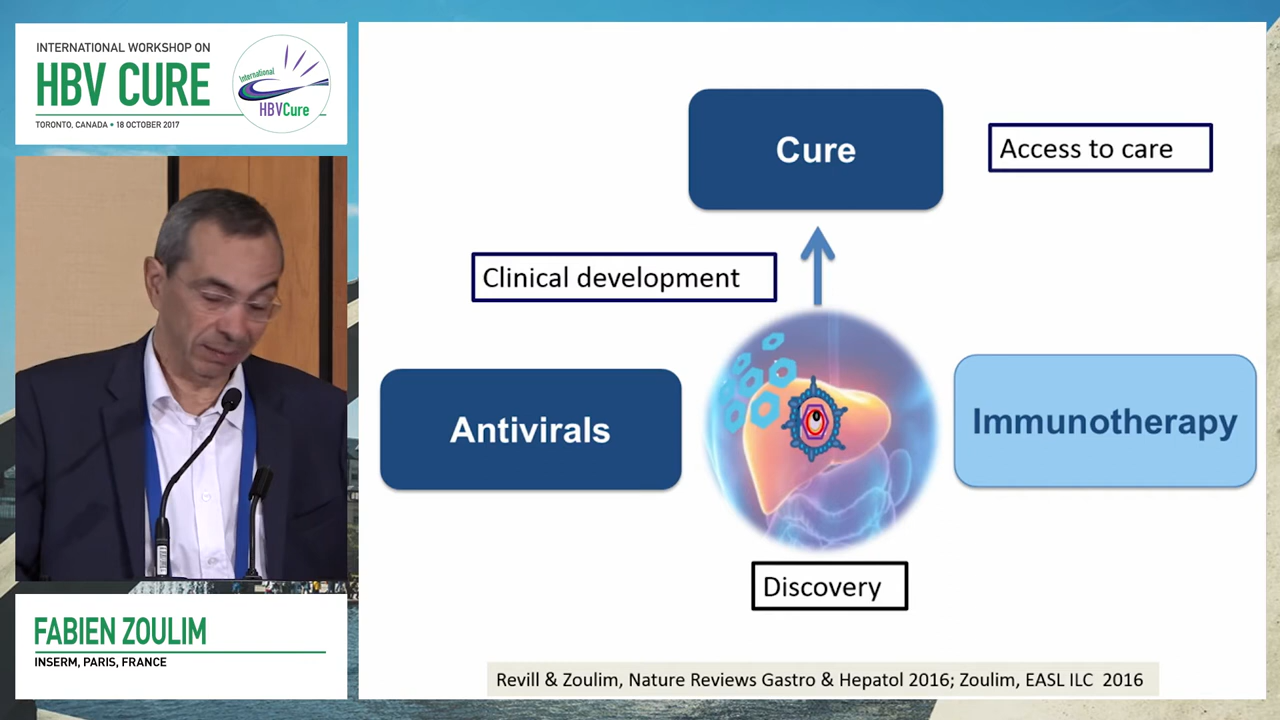 INTERNATIONAL WORKSHOP ON
HBV CURE
TORONTO, CANADA • 18 OCTOBER 2017
International
HBVCure
Cure
Access to care
Clinical development
Antivirals
Immunotherapy
Discovery
FABIEN ZOULIM
INSERM, PARIS, FRANCE
Revill & Zoulim, Nature Reviews Gastro & Hepatol 2016; Zoulim, EASL ILC 2016